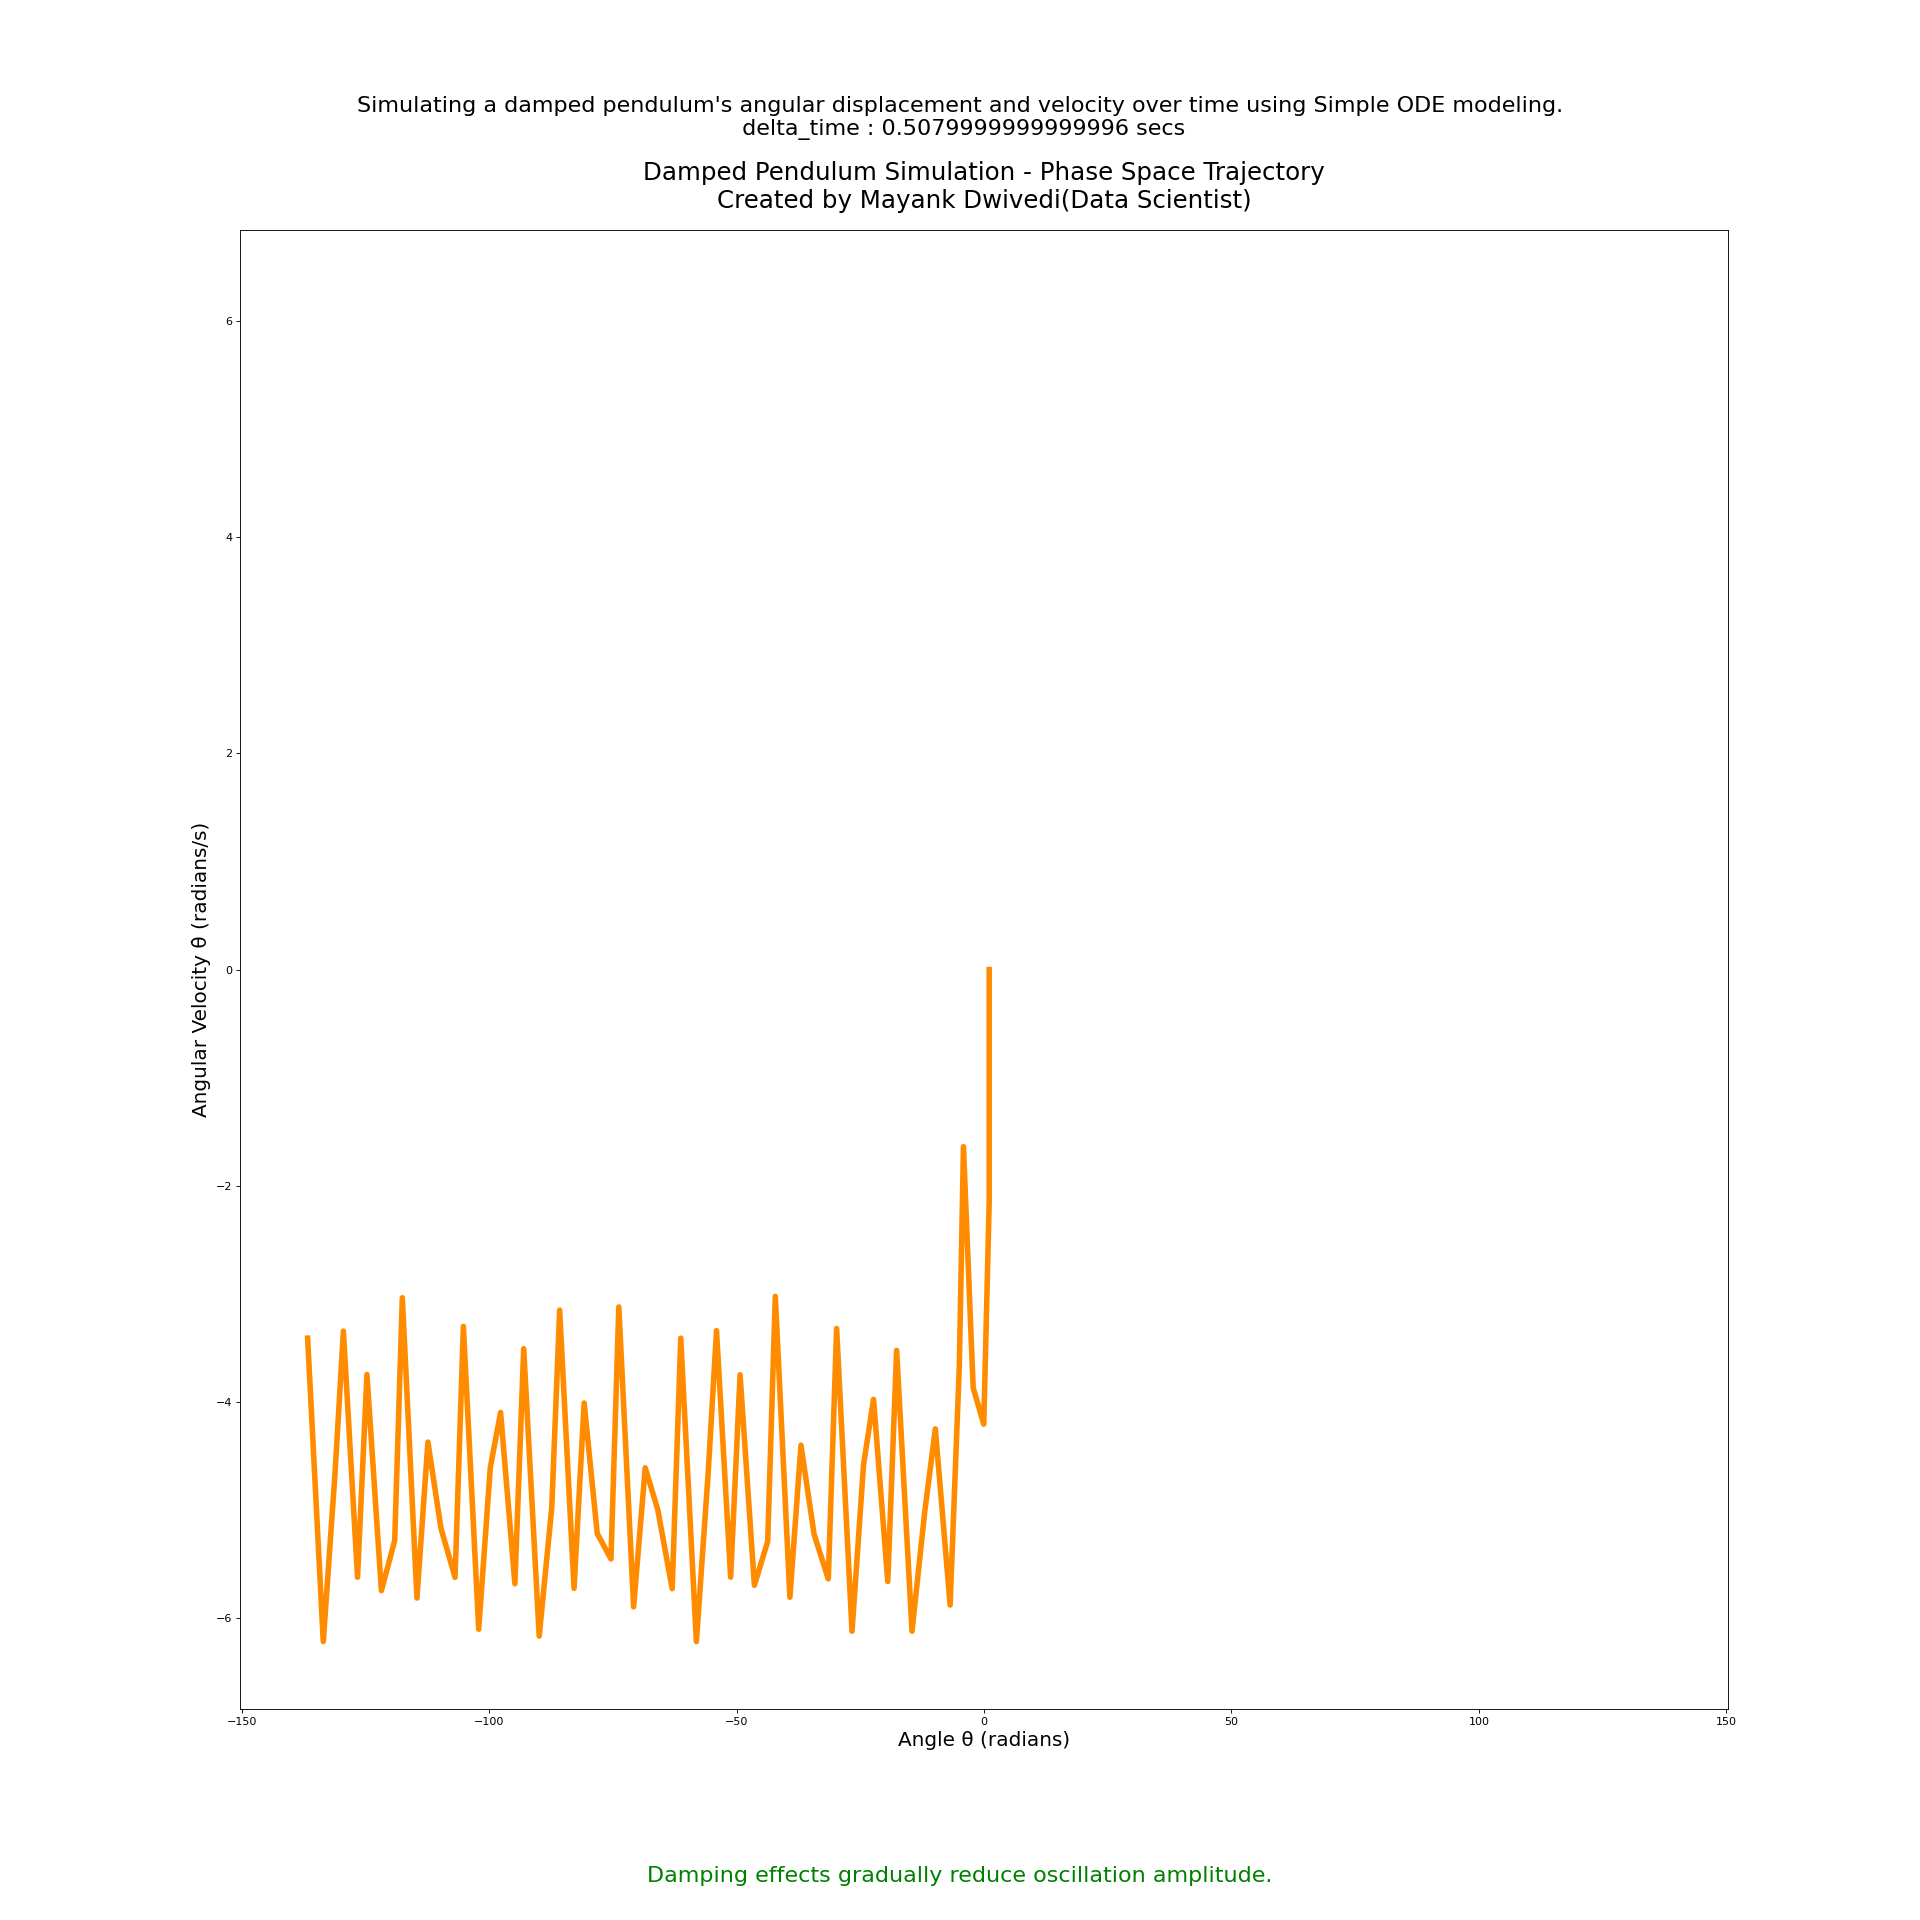 Simulating a damped pendulum's angular displacement and velocity over time using Simple ODE modeling.
delta_time : 0.5079999999999996 secs
Damped Pendulum Simulation - Phase Space Trajectory
Created by Mayank Dwivedi(Data Scientist)
Angular Velocity θ̇ (radians/s)
6
4
2
0
−2
−4
−6
−150
−100
−50
0
50
100
150
Angle θ (radians)
Damping effects gradually reduce oscillation amplitude.